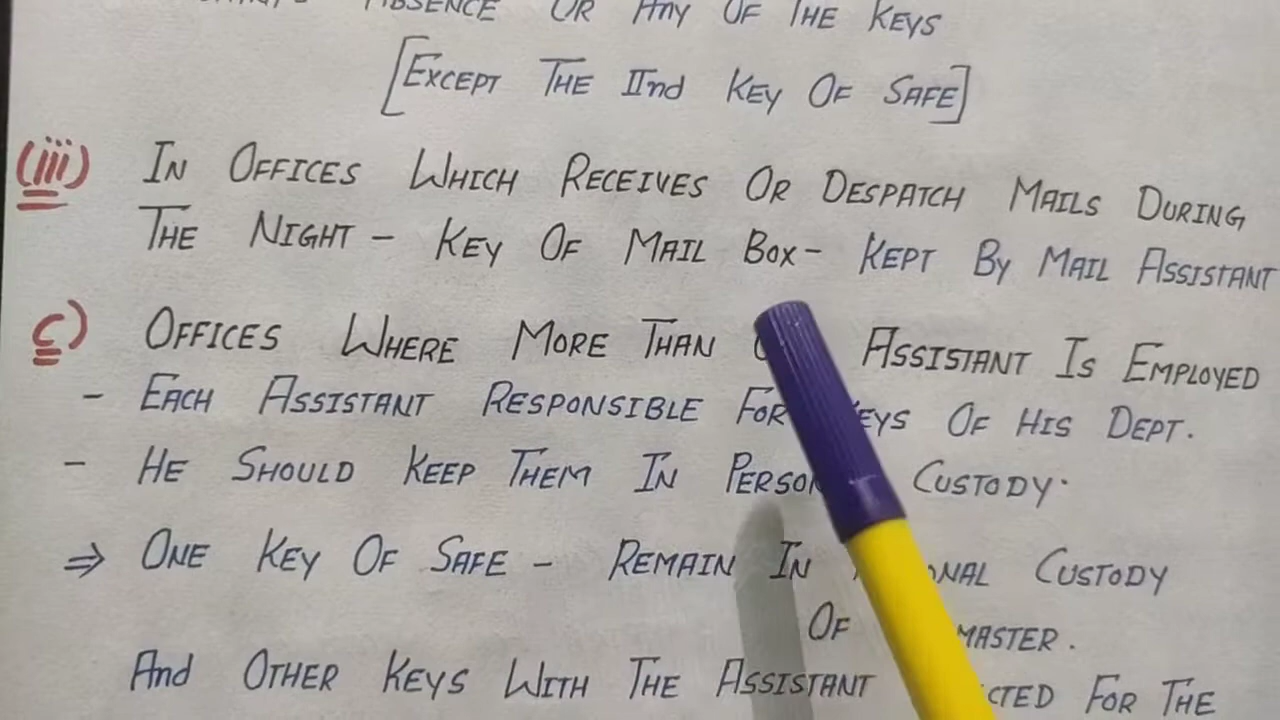 ABSENCE OR ANY OF THE KEYS
[EXCEPT THE IInd KEY OF SAFE]
(iii) IN OFFICES WHICH RECEIVES OR DESPATCH MAILS DURING
THE NIGHT - KEY OF MAIL BOX - KEPT BY MAIL ASSISTANT
C) OFFICES WHERE MORE THAN ASSISTANT IS EMPLOYED
- EACH ASSISTANT RESPONSIBLE FOR KEYS OF HIS DEPT.
- HE SHOULD KEEP THEM IN PERSONAL CUSTODY.
⇒ ONE KEY OF SAFE - REMAIN IN PERSONAL CUSTODY
OF
And OTHER KEYS WITH THE ASSISTANT FOR THE